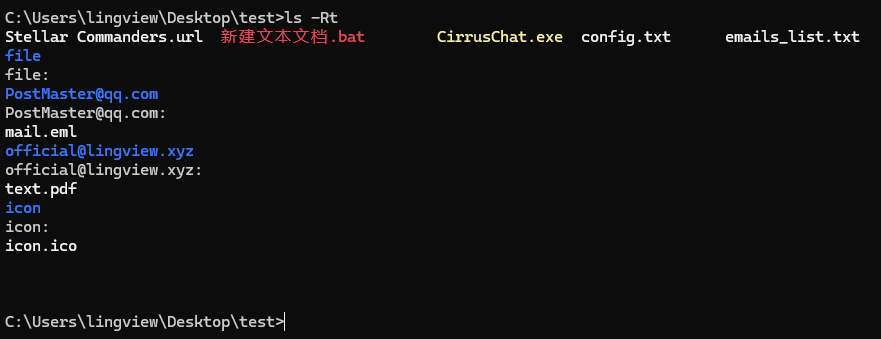 C:\Users\lingview\Desktop\test>ls -Rt
Stellar Commanders.url 新建文本文档.bat CirrusChat.exe config.txt emails_list.txt
file
file:
PostMaster@qq.com
PostMaster@qq.com:
mail.eml
official@lingview.xyz
official@lingview.xyz:
text.pdf
icon
icon:
icon.ico
C:\Users\lingview\Desktop\test>